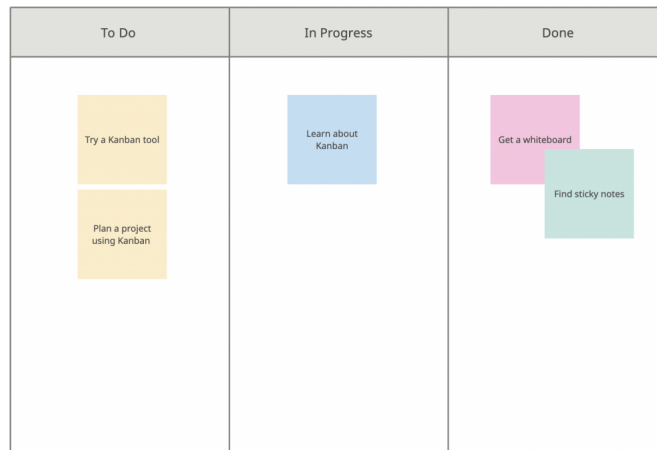 To Do
In Progress
Done
Try a Kanban tool
Plan a project
using Kanban
Learn about
Kanban
Get a whiteboard
Find sticky notes